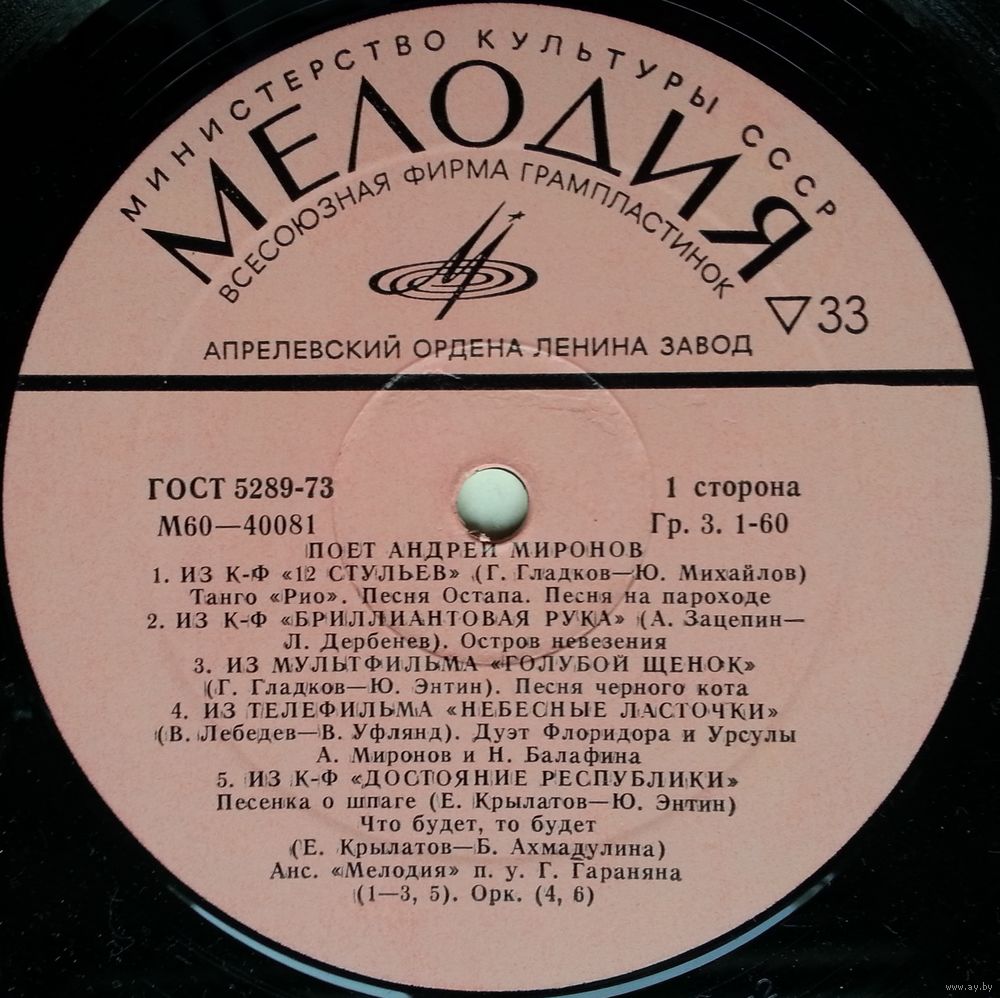 МИНИСТЕРСТВО КУЛЬТУРЫ СССР
МЕЛОДИЯ
ВСЕСОЮЗНАЯ ФИРМА ГРАМПЛАСТИНОК
▽33
АПРЕЛЕВСКИЙ ОРДЕНА ЛЕНИНА ЗАВОД
ГОСТ 5289-73
1 сторона
М60—40081
Гр. 3. 1-60
ПОЕТ АНДРЕЙ МИРОНОВ
1. ИЗ К-Ф «12 СТУЛЬЕВ» (Г. Гладков—Ю. Михайлов)
Танго «Рио». Песня Остапа. Песня на пароходе
2. ИЗ К-Ф «БРИЛЛИАНТОВАЯ РУКА» (А. Зацепин—
Л. Дербенев). Остров невезения
3. ИЗ МУЛЬТФИЛЬМА «ГОЛУБОЙ ЩЕНОК»
(Г. Гладков—Ю. Энтин). Песня черного кота
4. ИЗ ТЕЛЕФИЛЬМА «НЕБЕСНЫЕ ЛАСТОЧКИ»
(В. Лебедев—В. Уфлянд). Дуэт Флоридора и Урсулы
А. Миронов и Н. Балафина
5. ИЗ К-Ф «ДОСТОЯНИЕ РЕСПУБЛИКИ»
Песенка о шпаге (Е. Крылатов—Ю. Энтин)
Что будет, то будет
(Е. Крылатов—Б. Ахмадулина)
Анс. «Мелодия» п. у. Г. Гараняна
(1—3, 5). Орк. (4, 6)
www.ay.by